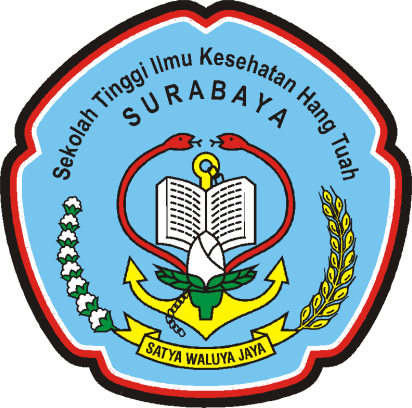 Sekolah Tinggi Ilmu Kesehatan Hang Tuah
SURABAYA
SATYA WALUYA JAYA